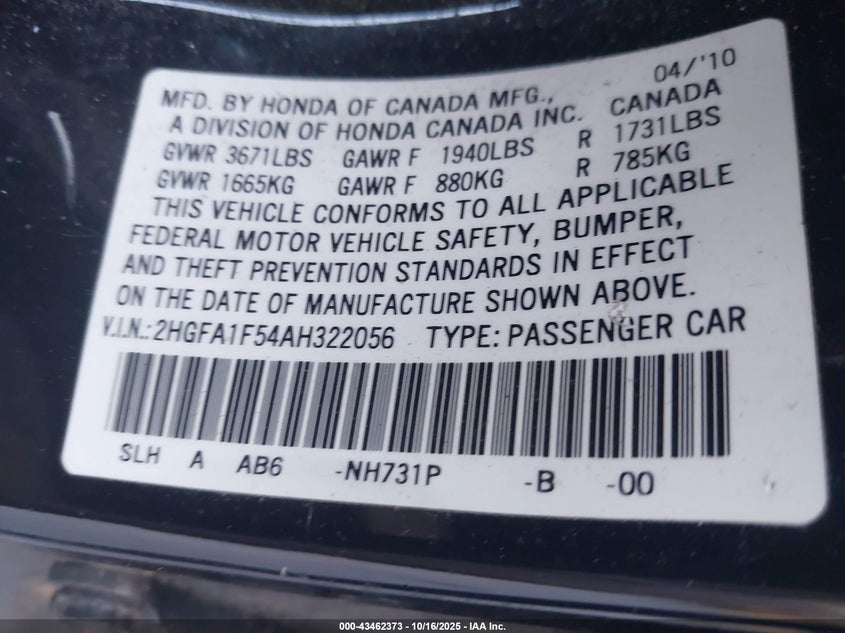 04/'10
MFD. BY HONDA OF CANADA MFG.,
A DIVISION OF HONDA CANADA INC. CANADA
GVWR 3671LBS GAWR F 1940LBS R 1731LBS
GVWR 1665KG GAWR F 880KG R 785KG
THIS VEHICLE CONFORMS TO ALL APPLICABLE
FEDERAL MOTOR VEHICLE SAFETY, BUMPER,
AND THEFT PREVENTION STANDARDS IN EFFECT
ON THE DATE OF MANUFACTURE SHOWN ABOVE.
V.I.N.: 2HGFA1F54AH322056 TYPE: PASSENGER CAR
SLH A AB6 -NH731P -B -00
000-43462373 | 10/16/2025 | IAA Inc.